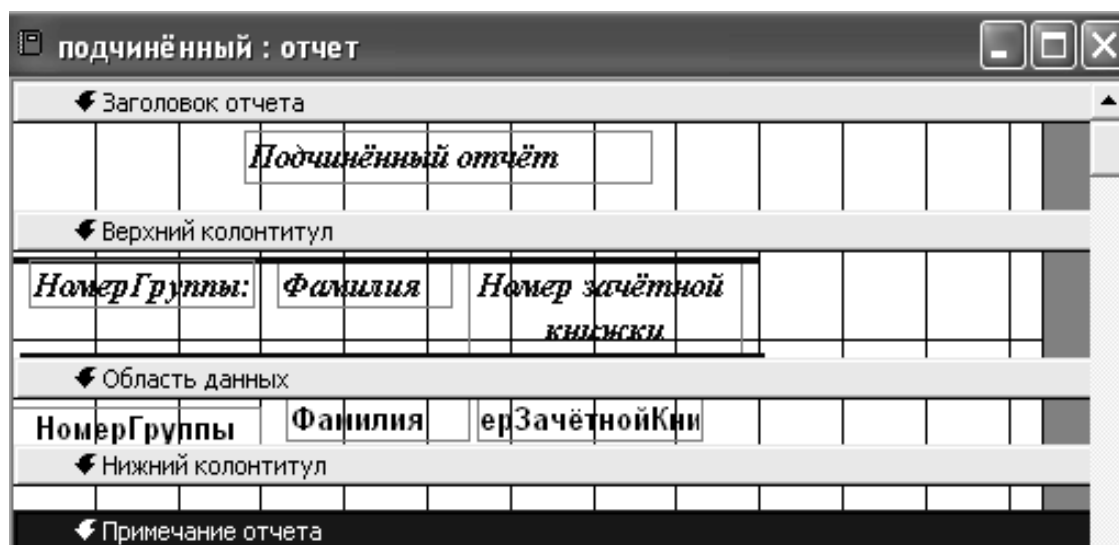 подчинённый : отчет
Заголовок отчета
Подчинённый отчёт
Верхний колонтитул
НомерГруппы: Фамилия Номер зачётной
книжки
Область данных
НомерГруппы Фамилия ерЗачётнойКни
Нижний колонтитул
Примечание отчета